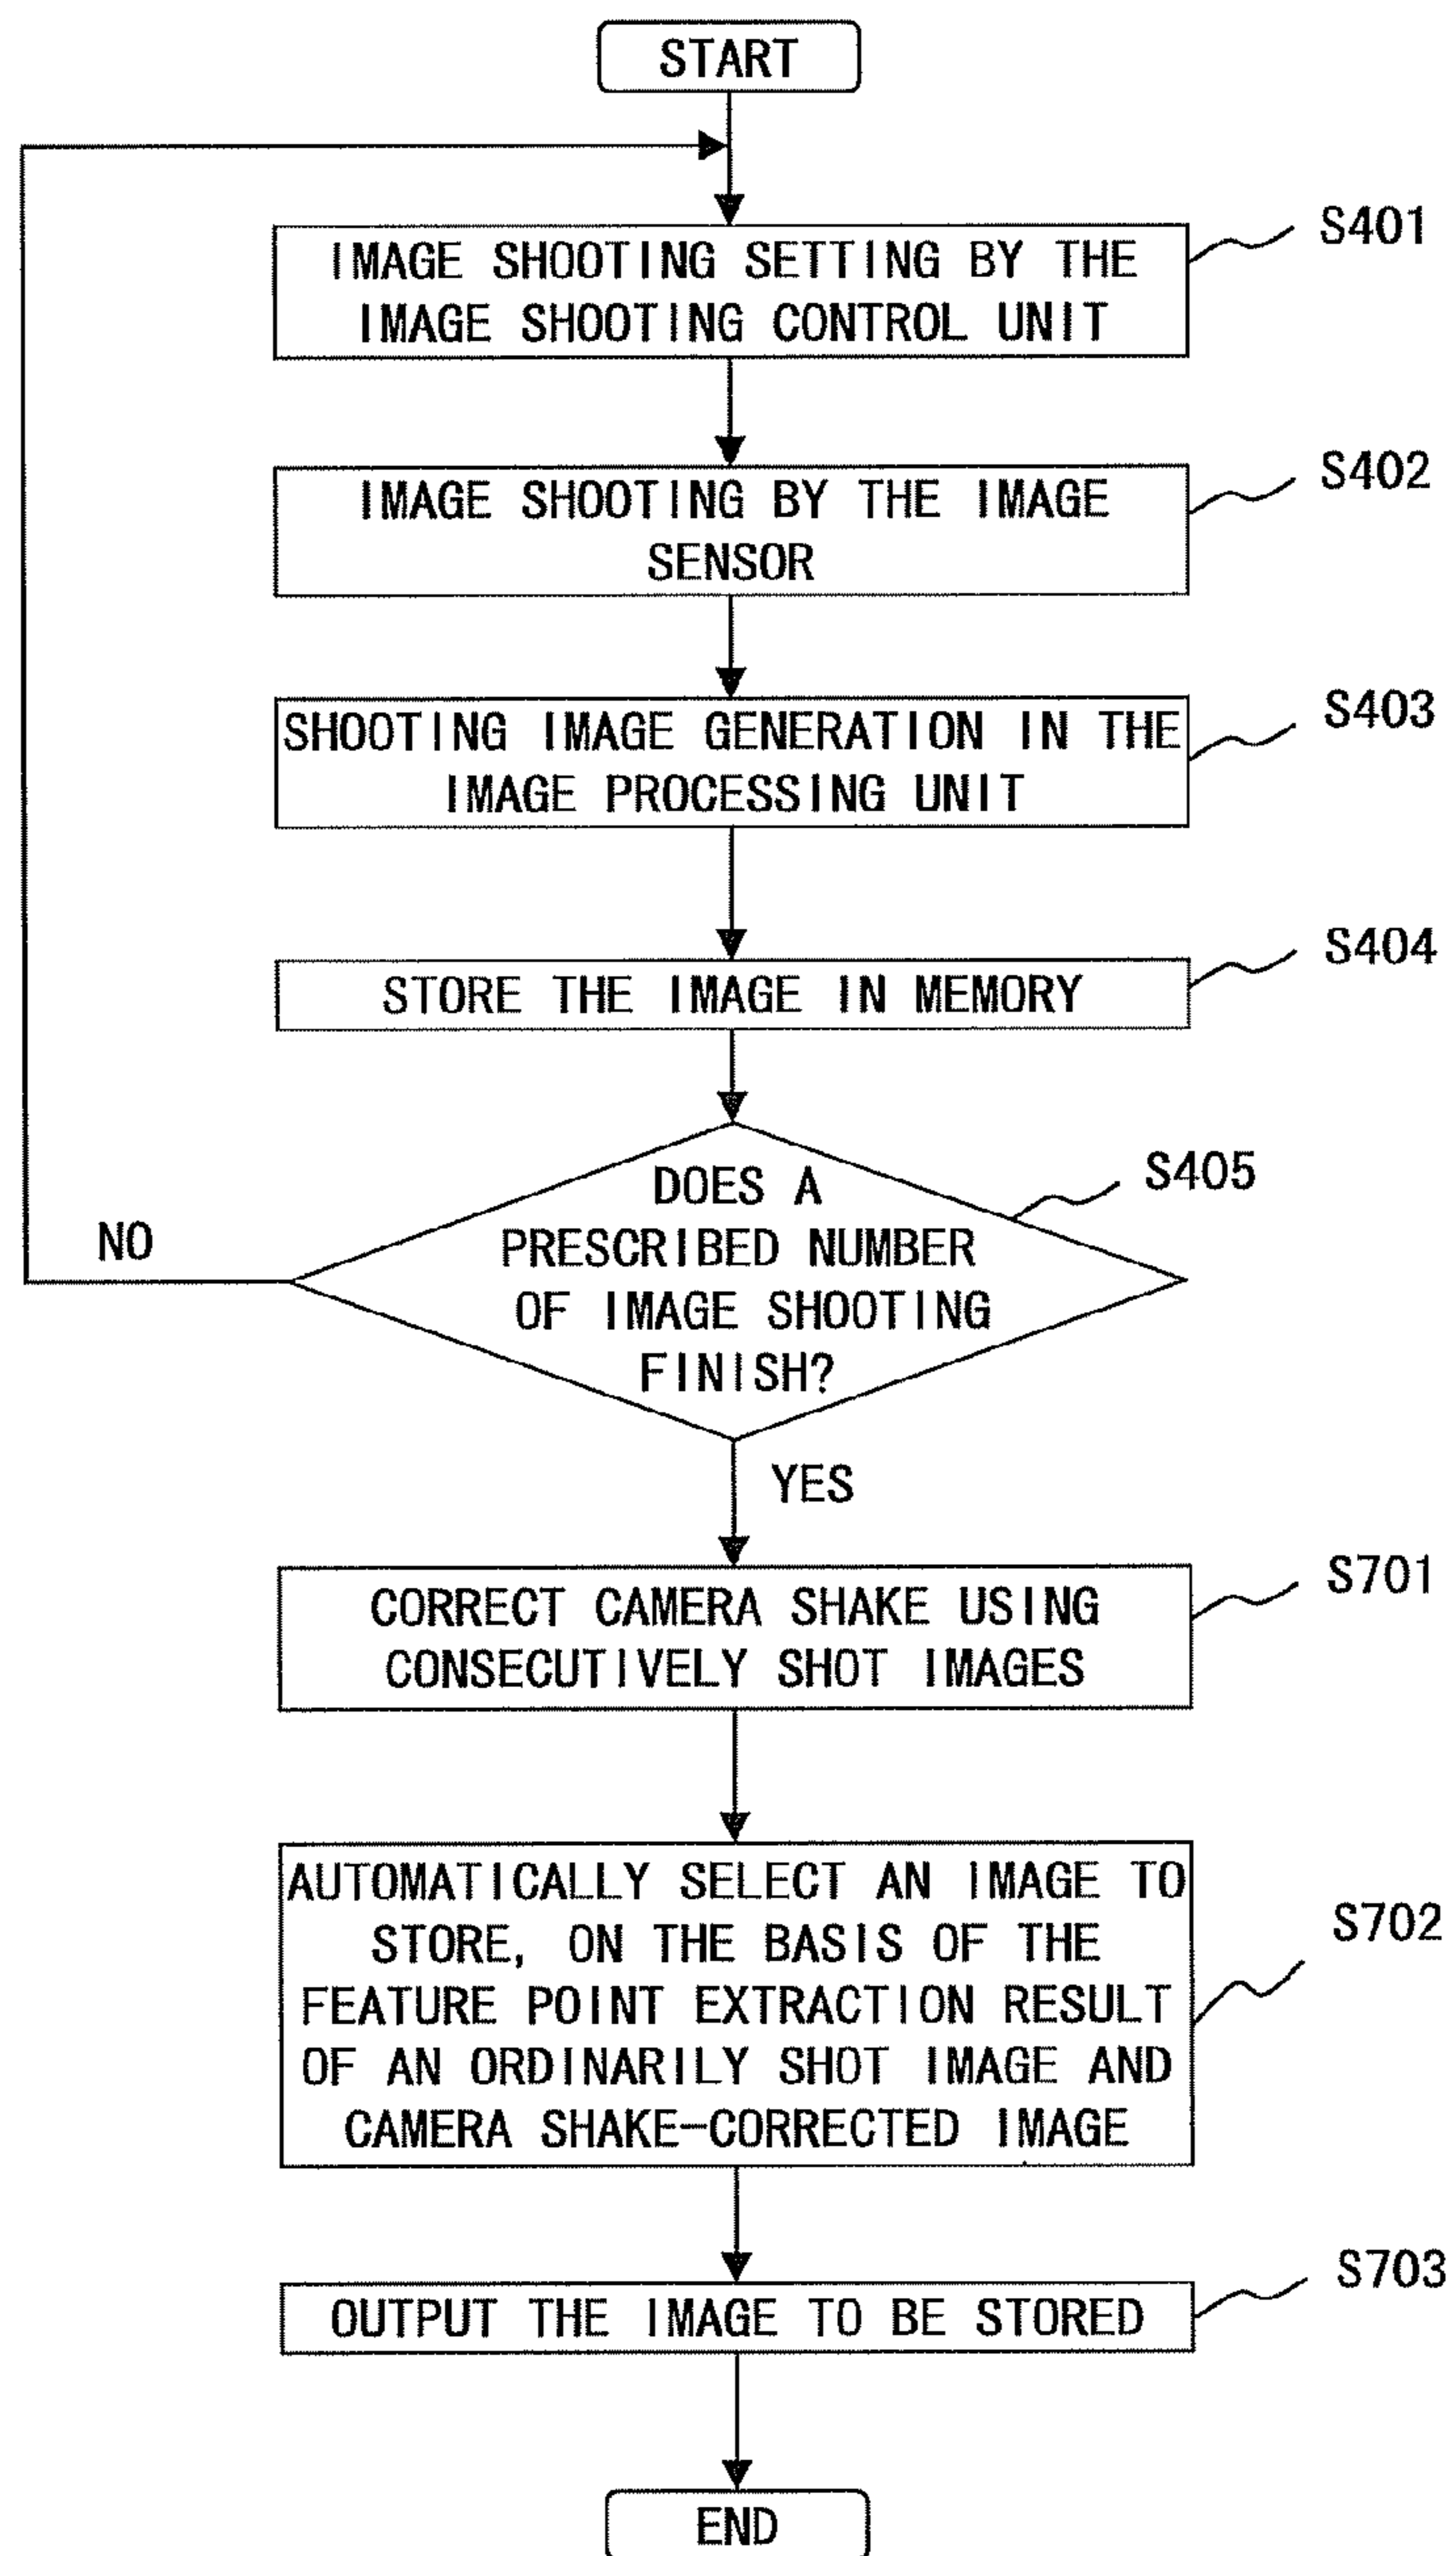 START
IMAGE SHOOTING SETTING BY THE
IMAGE SHOOTING CONTROL UNIT
S401
IMAGE SHOOTING BY THE IMAGE
SENSOR
S402
SHOOTING IMAGE GENERATION IN THE
IMAGE PROCESSING UNIT
S403
STORE THE IMAGE IN MEMORY
S404
DOES A
PRESCRIBED NUMBER
OF IMAGE SHOOTING
FINISH?
S405
NO
YES
CORRECT CAMERA SHAKE USING
CONSECUTIVELY SHOT IMAGES
S701
AUTOMATICALLY SELECT AN IMAGE TO
STORE, ON THE BASIS OF THE
FEATURE POINT EXTRACTION RESULT
OF AN ORDINARILY SHOT IMAGE AND
CAMERA SHAKE-CORRECTED IMAGE
S702
OUTPUT THE IMAGE TO BE STORED
S703
END